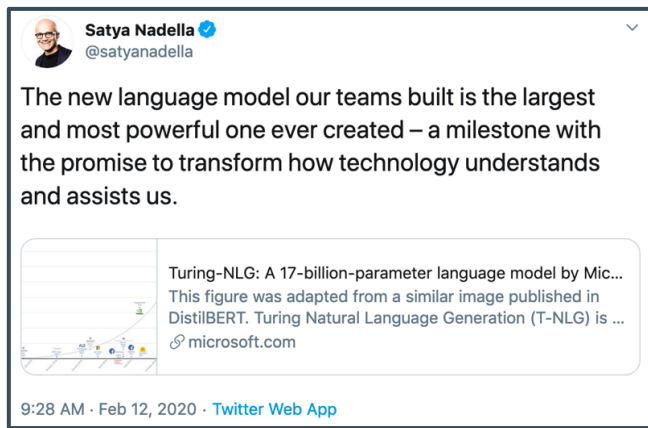 Satya Nadella
@satyanadella
The new language model our teams built is the largest
and most powerful one ever created – a milestone with
the promise to transform how technology understands
and assists us.
Turing-NLG: A 17-billion-parameter language model by Mic...
This figure was adapted from a similar image published in
DistilBERT. Turing Natural Language Generation (T-NLG) is ...
microsoft.com
9:28 AM · Feb 12, 2020 · Twitter Web App